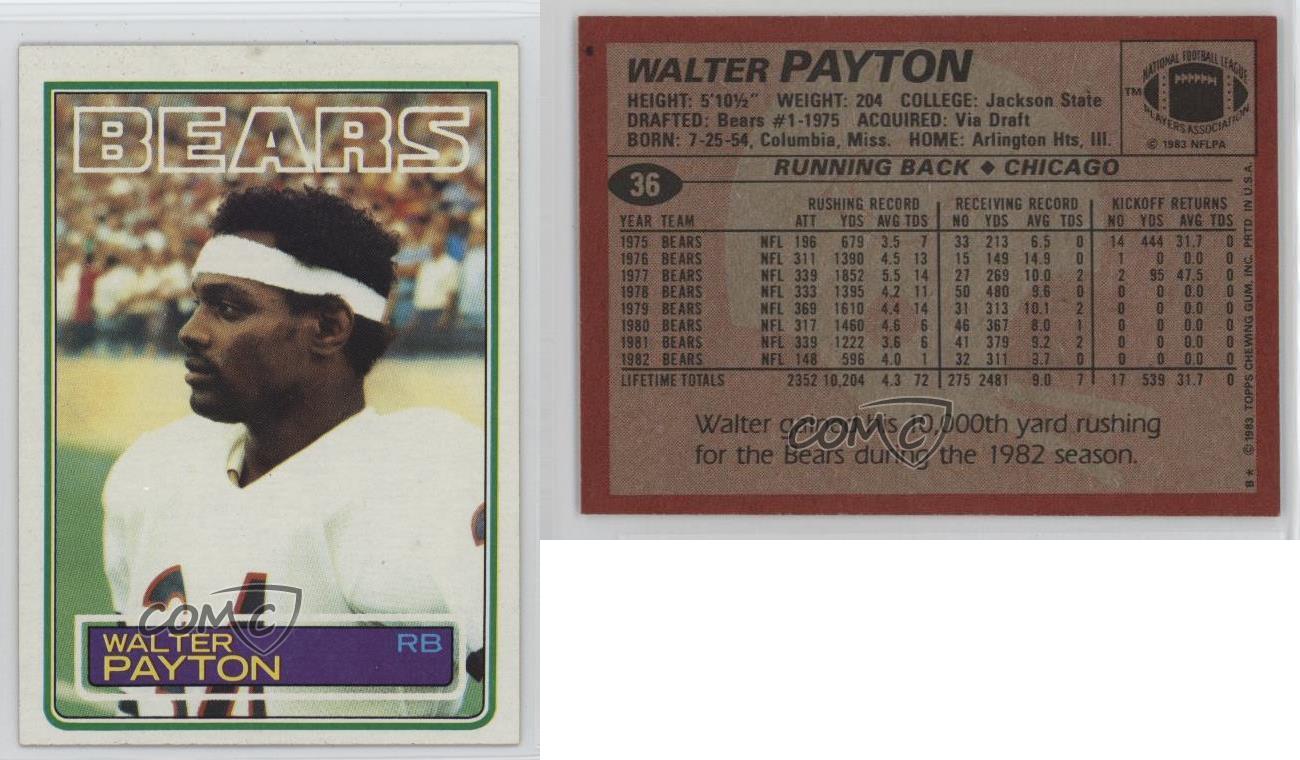 BEARS
WALTER RB
PAYTON
COMC
WALTER PAYTON
HEIGHT: 5'10½" WEIGHT: 204 COLLEGE: Jackson State
DRAFTED: Bears #1-1975 ACQUIRED: Via Draft
BORN: 7-25-54, Columbia, Miss. HOME: Arlington Hts, Ill.
NATIONAL FOOTBALL LEAGUE
PLAYERS ASSOCIATION
TM
© 1983 NFLPA
36 RUNNING BACK ◆ CHICAGO
RUSHING RECORD RECEIVING RECORD KICKOFF RETURNS
YEAR TEAM ATT YDS AVG TDS NO YDS AVG TDS NO YDS AVG TDS
1975 BEARS NFL 196 679 3.5 7 33 213 6.5 0 14 444 31.7 0
1976 BEARS NFL 311 1390 4.5 13 15 149 14.9 0 1 0 0.0 0
1977 BEARS NFL 339 1852 5.5 14 27 269 10.0 2 2 95 47.5 0
1978 BEARS NFL 333 1395 4.2 11 50 480 9.6 0 0 0 0.0 0
1979 BEARS NFL 369 1610 4.4 14 31 313 10.1 2 0 0 0.0 0
1980 BEARS NFL 317 1460 4.6 6 46 367 8.0 1 0 0 0.0 0
1981 BEARS NFL 339 1222 3.6 6 41 379 9.2 2 0 0 0.0 0
1982 BEARS NFL 148 596 4.0 1 32 311 9.7 0 0 0 0.0 0
LIFETIME TOTALS 2352 10,204 4.3 72 275 2481 9.0 7 17 539 31.7 0
Walter gained his 10,000th yard rushing
for the Bears during the 1982 season.
COMC
B * © 1983 TOPPS CHEWING GUM, INC. PRTD. IN U.S.A.